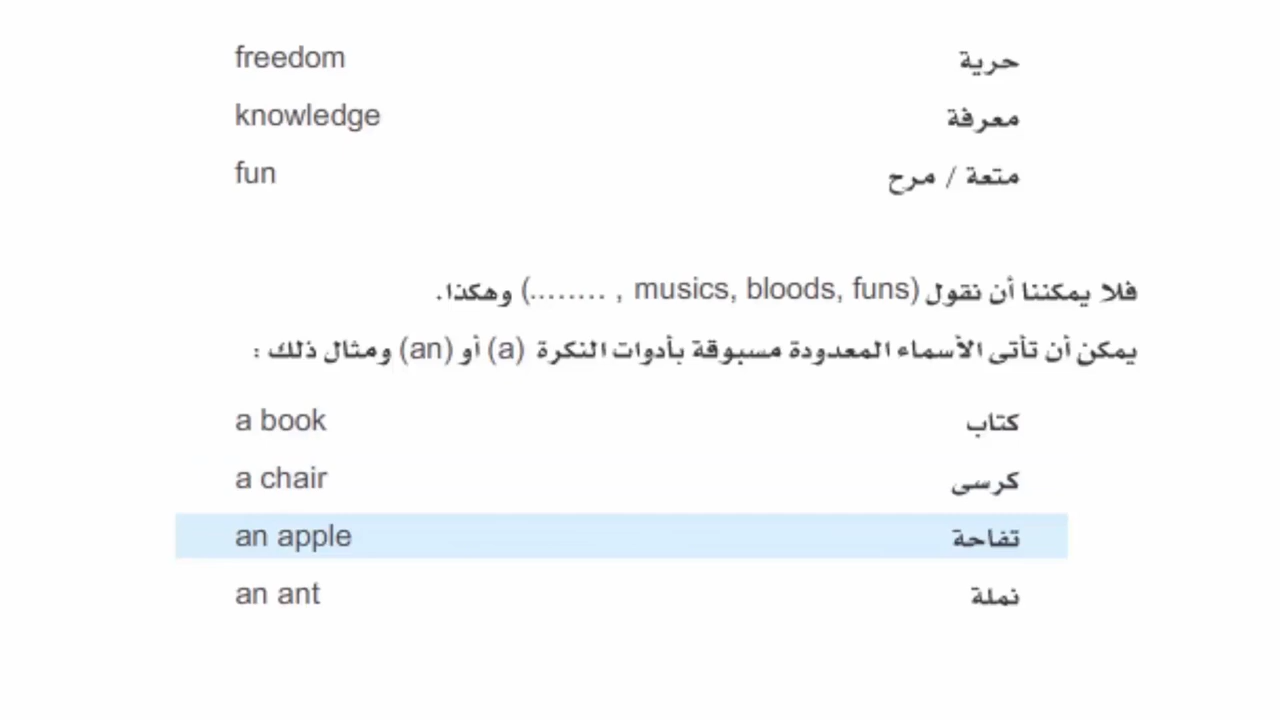 freedom حرية
knowledge معرفة
fun متعة / مرح
فلا يمكننا أن نقول (musics, bloods, funs , ........) وهكذا.
يمكن أن تأتى الأسماء المعدودة مسبوقة بأدوات النكرة (a) أو (an) ومثال ذلك :
a book كتاب
a chair كرسى
an apple تفاحة
an ant نملة